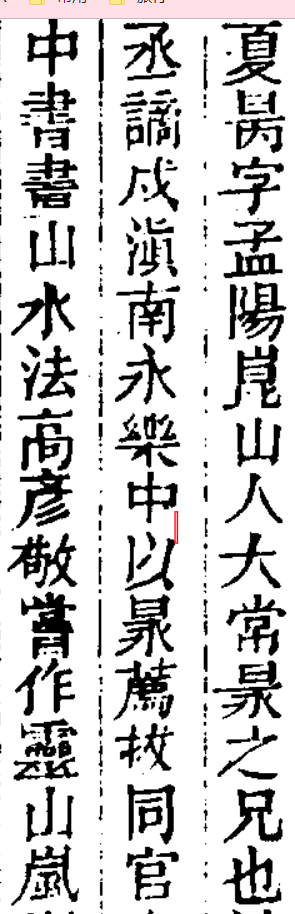 夏昺字孟陽崑山人大常㫤之兄也
丞謫戍滇南永樂中以㫤薦拔同官
中書書山水法高彥敬嘗作靈山嵐